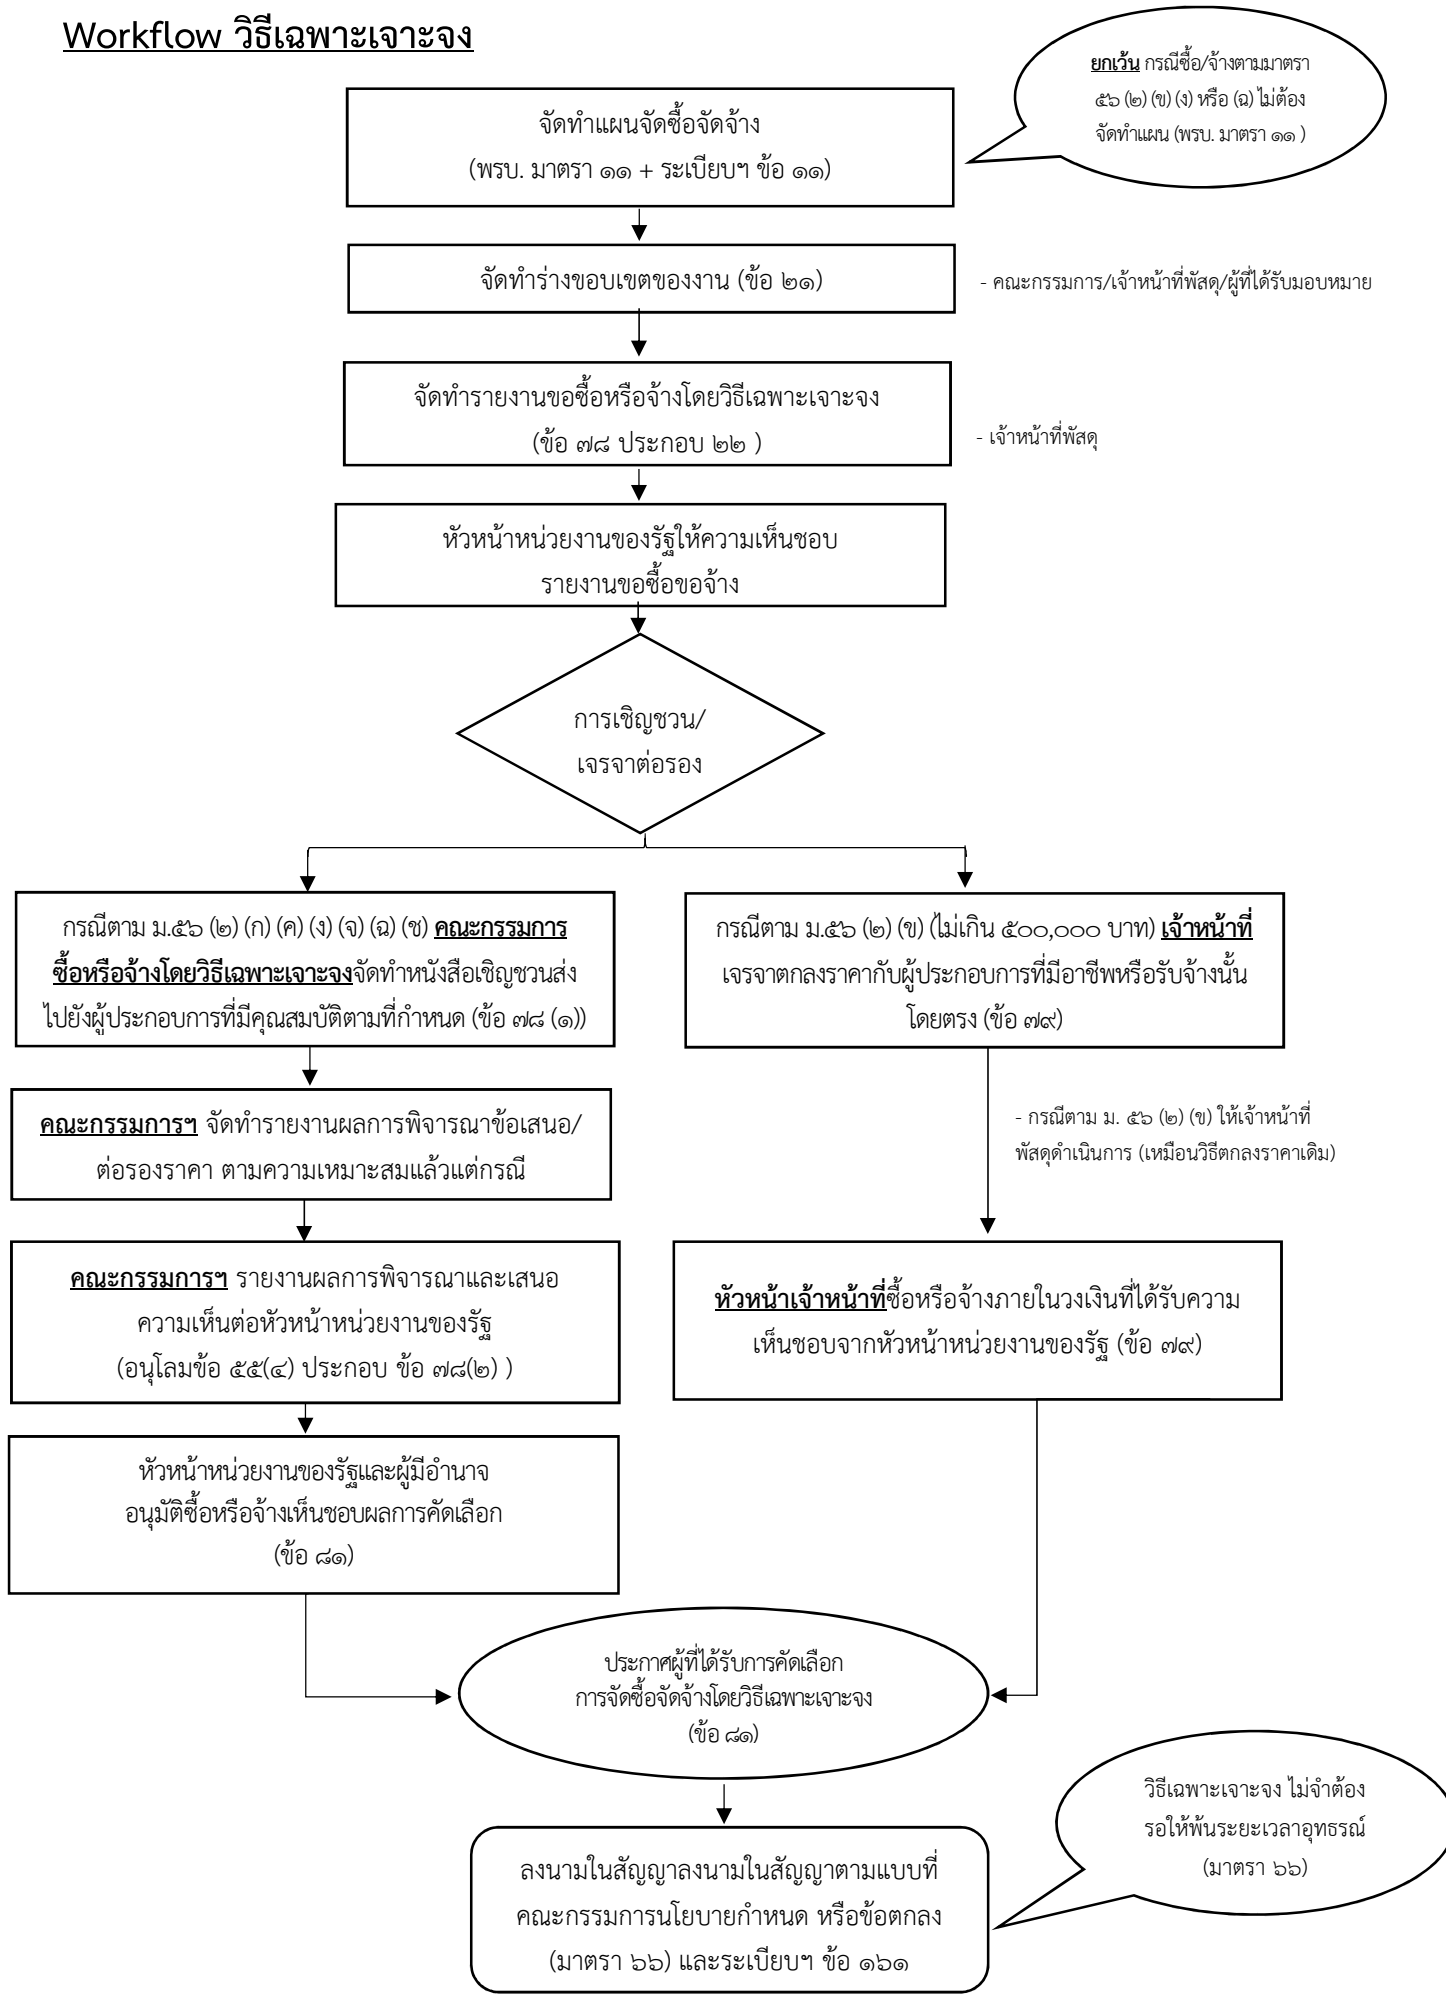 Workflow วิธีเฉพาะเจาะจง
ยกเว้น กรณีซื้อ/จ้างตามมาตรา
๕๖ (๒) (ข) (ง) หรือ (ฉ) ไม่ต้อง
จัดทำแผน (พรบ. มาตรา ๑๑ )
จัดทำแผนจัดซื้อจัดจ้าง
(พรบ. มาตรา ๑๑ + ระเบียบฯ ข้อ ๑๑)
จัดทำร่างขอบเขตของงาน (ข้อ ๒๑)
- คณะกรรมการ/เจ้าหน้าที่พัสดุ/ผู้ที่ได้รับมอบหมาย
จัดทำรายงานขอซื้อหรือจ้างโดยวิธีเฉพาะเจาะจง
(ข้อ ๗๘ ประกอบ ๒๒ )
- เจ้าหน้าที่พัสดุ
หัวหน้าหน่วยงานของรัฐให้ความเห็นชอบ
รายงานขอซื้อขอจ้าง
การเชิญชวน/
เจรจาต่อรอง
กรณีตาม ม.๕๖ (๒) (ก) (ค) (ง) (จ) (ฉ) (ช) คณะกรรมการ
ซื้อหรือจ้างโดยวิธีเฉพาะเจาะจงจัดทำหนังสือเชิญชวนส่ง
ไปยังผู้ประกอบการที่มีคุณสมบัติตามที่กำหนด (ข้อ ๗๘ (๑))
กรณีตาม ม.๕๖ (๒) (ข) (ไม่เกิน ๕๐๐,๐๐๐ บาท) เจ้าหน้าที่
เจรจาตกลงราคากับผู้ประกอบการที่มีอาชีพหรือรับจ้างนั้น
โดยตรง (ข้อ ๗๙)
คณะกรรมการฯ จัดทำรายงานผลการพิจารณาข้อเสนอ/
ต่อรองราคา ตามความเหมาะสมแล้วแต่กรณี
- กรณีตาม ม. ๕๖ (๒) (ข) ให้เจ้าหน้าที่
พัสดุดำเนินการ (เหมือนวิธีตกลงราคาเดิม)
คณะกรรมการฯ รายงานผลการพิจารณาและเสนอ
ความเห็นต่อหัวหน้าหน่วยงานของรัฐ
(อนุโลมข้อ ๕๕(๔) ประกอบ ข้อ ๗๘(๒) )
หัวหน้าเจ้าหน้าที่ซื้อหรือจ้างภายในวงเงินที่ได้รับความ
เห็นชอบจากหัวหน้าหน่วยงานของรัฐ (ข้อ ๗๙)
หัวหน้าหน่วยงานของรัฐและผู้มีอำนาจ
อนุมัติซื้อหรือจ้างเห็นชอบผลการคัดเลือก
(ข้อ ๘๑)
ประกาศผู้ที่ได้รับการคัดเลือก
การจัดซื้อจัดจ้างโดยวิธีเฉพาะเจาะจง
(ข้อ ๘๑)
วิธีเฉพาะเจาะจง ไม่จำต้อง
รอให้พ้นระยะเวลาอุทธรณ์
(มาตรา ๖๖)
ลงนามในสัญญาลงนามในสัญญาตามแบบที่
คณะกรรมการนโยบายกำหนด หรือข้อตกลง
(มาตรา ๖๖) และระเบียบฯ ข้อ ๑๖๑